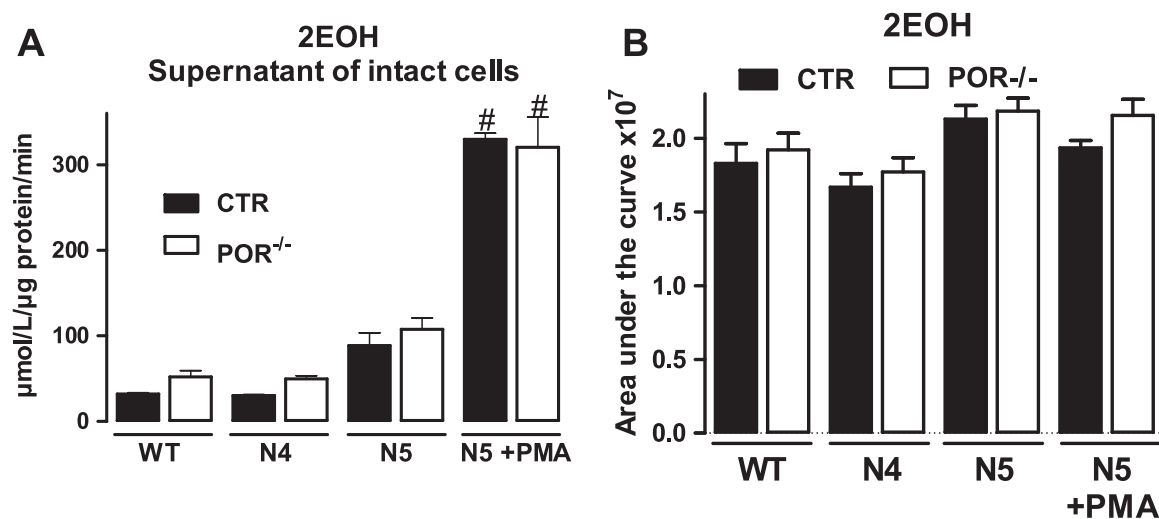 A
2EOH
Supernatant of intact cells
µmol/L/µg protein/min
300
200
100
0
CTR
POR-/-
#
#
WT
N4
N5
N5 +PMA
B
2EOH
CTR
POR-/-
Area under the curve x10⁷
2.0
1.5
1.0
0.5
0.0
WT
N4
N5
N5
+PMA